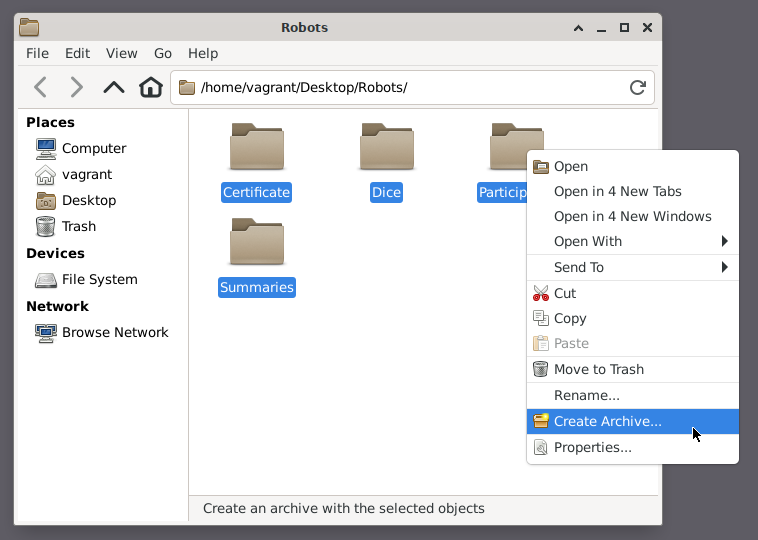 Robots
File Edit View Go Help
/home/vagrant/Desktop/Robots/
Places
Computer
vagrant
Desktop
Trash
Devices
File System
Network
Browse Network
Certificate
Dice
Summaries
Open
Open in 4 New Tabs
Open in 4 New Windows
Open With
Send To
Cut
Copy
Paste
Move to Trash
Rename...
Create Archive...
Properties...
Create an archive with the selected objects